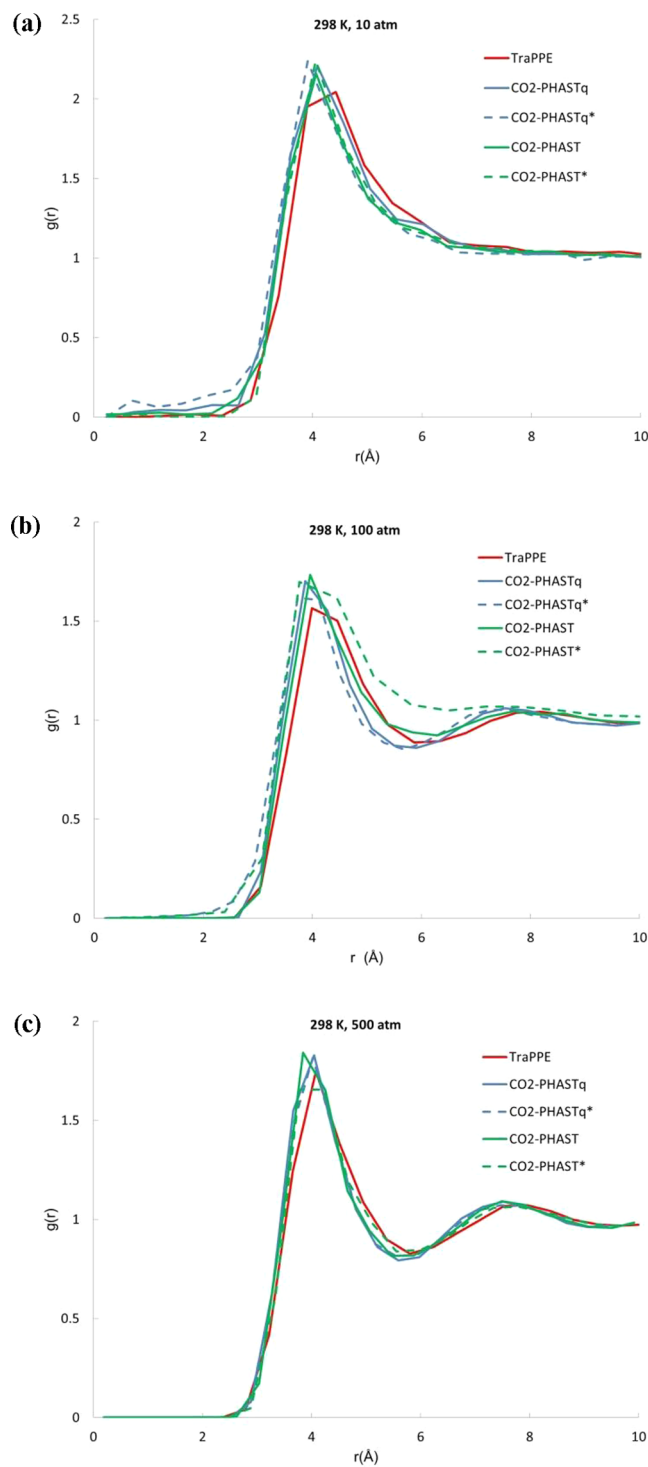 (a)
298 K, 10 atm
2.5
2
1.5
1
0.5
0
g(r)
TraPPE
CO2-PHASTq
CO2-PHASTq*
CO2-PHAST
CO2-PHAST*
0 2 4 6 8 10
r(Å)
(b)
298 K, 100 atm
2
1.5
1
0.5
0
g(r)
TraPPE
CO2-PHASTq
CO2-PHASTq*
CO2-PHAST
CO2-PHAST*
0 2 4 6 8 10
r (Å)
(c)
298 K, 500 atm
2
1.5
1
0.5
0
g(r)
TraPPE
CO2-PHASTq
CO2-PHASTq*
CO2-PHAST
CO2-PHAST*
0 2 4 6 8 10
r(Å)